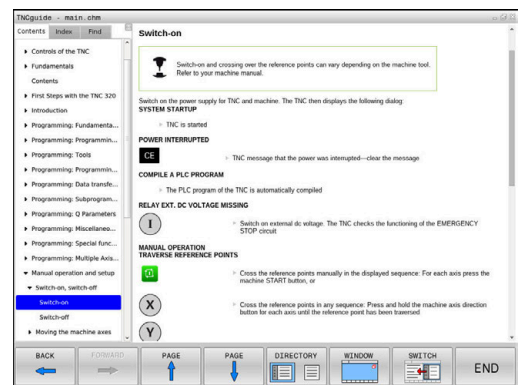 TNCguide - main.chm
Contents Index Find
Controls of the TNC
Fundamentals
Contents
First Steps with the TNC 320
Introduction
Programming: Fundamenta...
Programming: Programmin...
Programming: Tools
Programming: Programmin...
Programming: Data transfe...
Programming: Subprogram...
Programming: Q Parameters
Programming: Miscellaneo...
Programming: Special func...
Programming: Multiple Axis...
Manual operation and setup
Switch-on, switch-off
Switch-on
Switch-off
Moving the machine axes
Switch-on
Switch-on and crossing over the reference points can vary depending on the machine tool.
Refer to your machine manual.
Switch on the power supply for TNC and machine. The TNC then displays the following dialog:
SYSTEM STARTUP
TNC is started
POWER INTERRUPTED
CE
TNC message that the power was interrupted—clear the message
COMPILE A PLC PROGRAM
The PLC program of the TNC is automatically compiled
RELAY EXT. DC VOLTAGE MISSING
I
Switch on external dc voltage. The TNC checks the functioning of the EMERGENCY
STOP circuit
MANUAL OPERATION
TRAVERSE REFERENCE POINTS
Cross the reference points manually in the displayed sequence: For each axis press the
machine START button, or
X
Cross the reference points in any sequence: Press and hold the machine axis direction
button for each axis until the reference point has been traversed
Y
BACK FORWARD PAGE PAGE DIRECTORY WINDOW SWITCH END